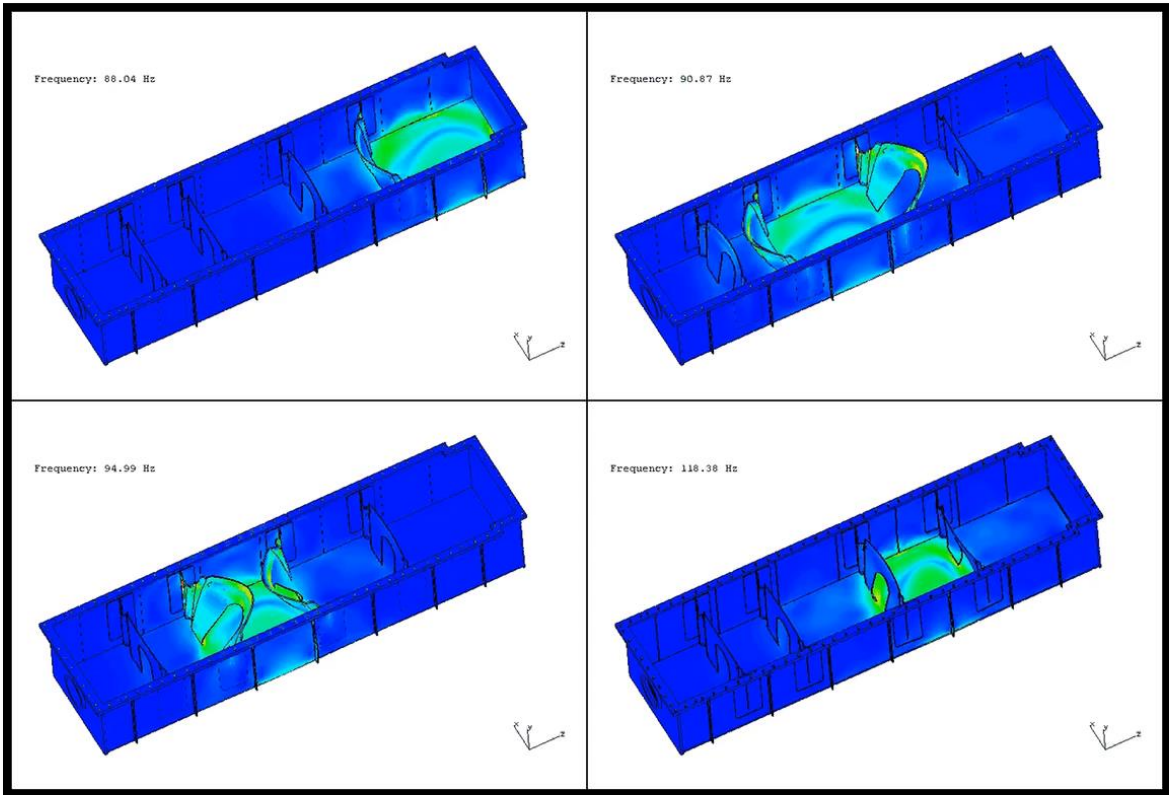 Frequency: 88.04 Hz
Frequency: 90.87 Hz
x y z
x y z
Frequency: 94.99 Hz
Frequency: 118.38 Hz
x y z
x y z